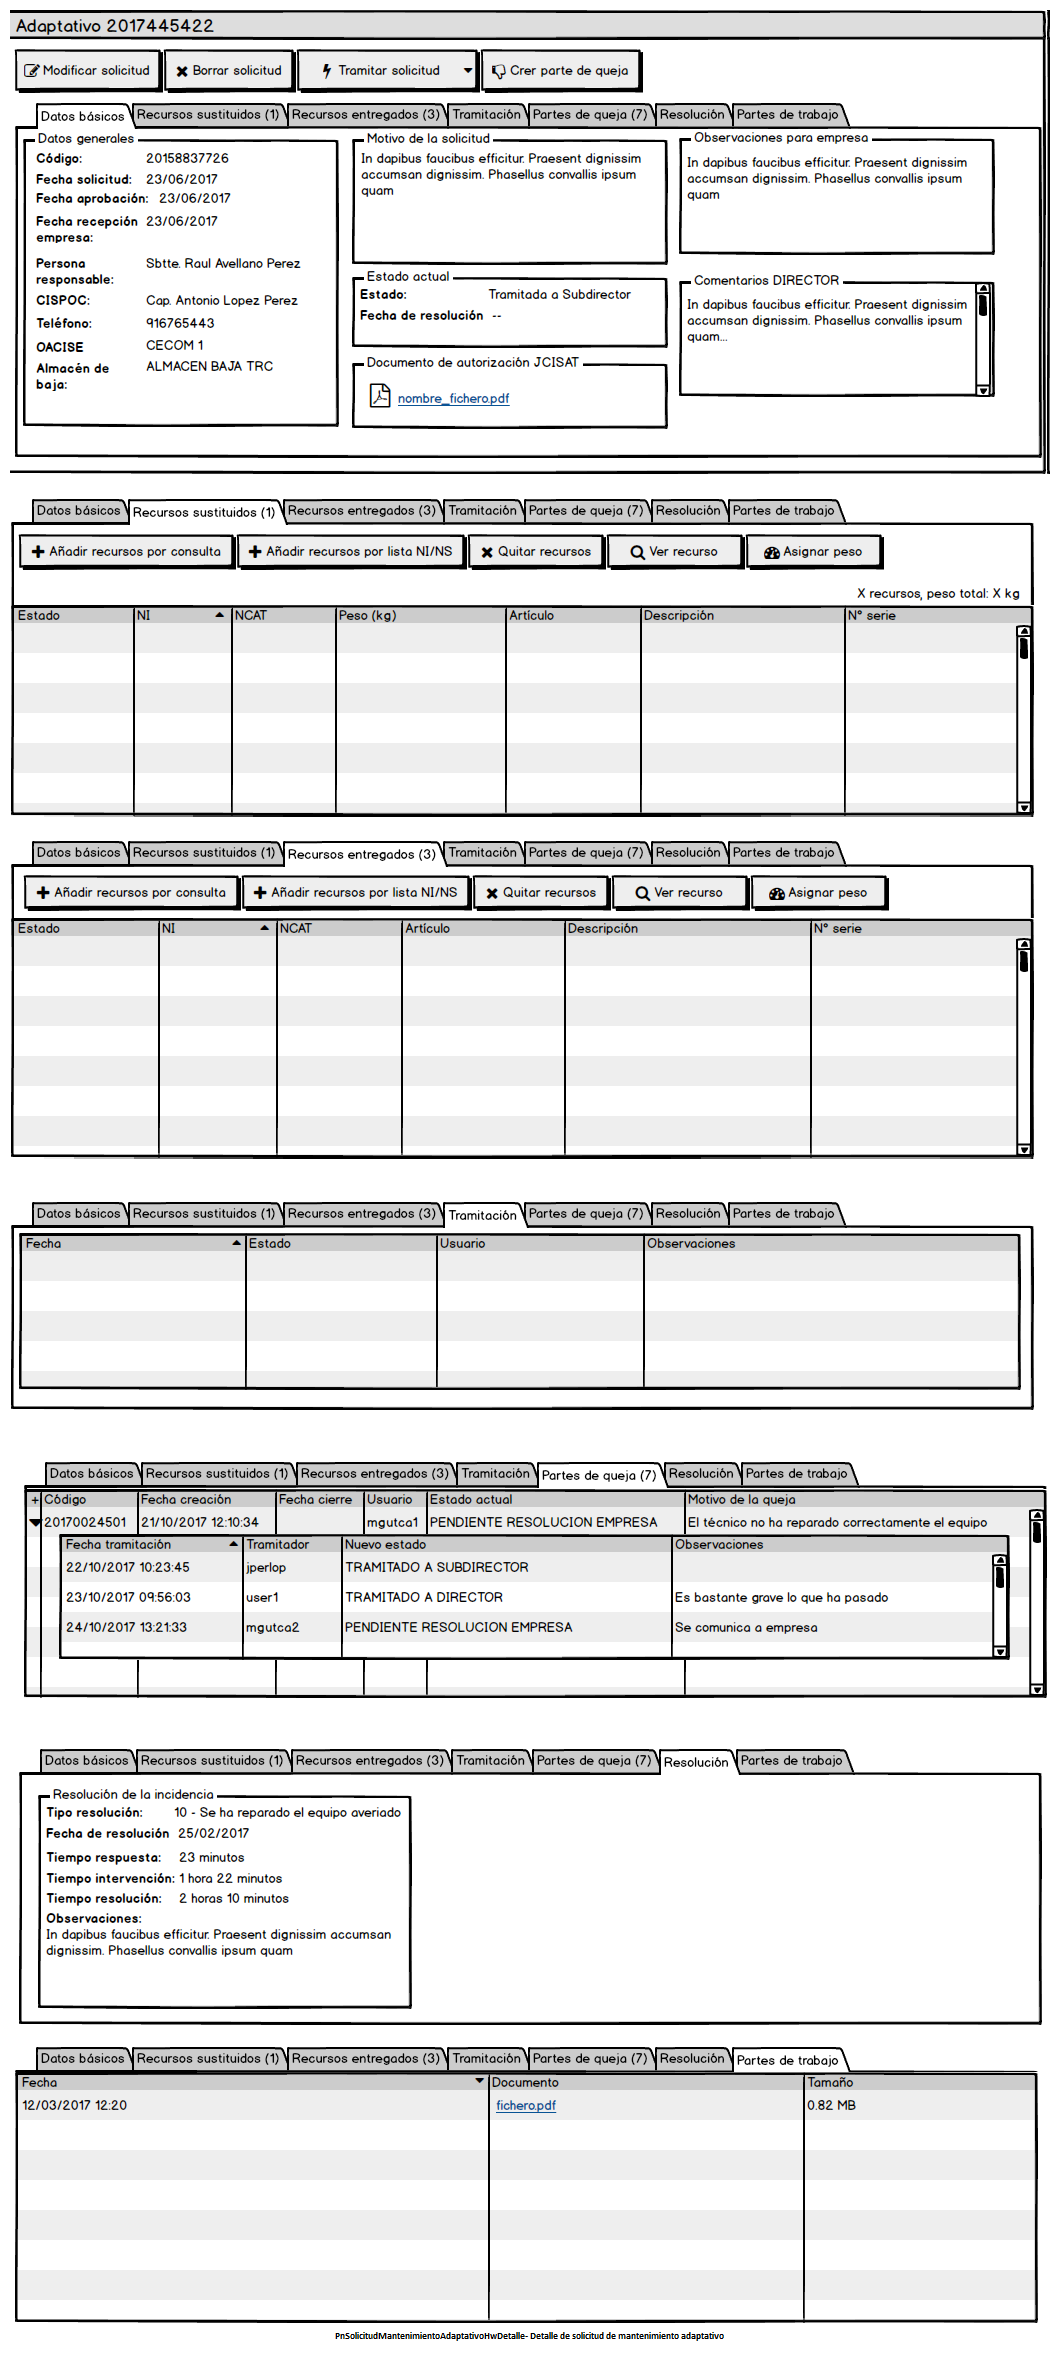 Adaptativo 2017445422
Modificar solicitud Borrar solicitud Tramitar solicitud Crer parte de queja
Datos básicos Recursos sustituidos (1) Recursos entregados (3) Tramitación Partes de queja (7) Resolución Partes de trabajo
Datos generales
Código: 20158837726
Fecha solicitud: 23/06/2017
Fecha aprobación: 23/06/2017
Fecha recepción 23/06/2017
empresa:
Persona Sbtte. Raul Avellano Perez
responsable:
CISPOC: Cap. Antonio Lopez Perez
Teléfono: 916765443
OACISE CECOM 1
Almacén de ALMACEN BAJA TRC
baja:
Motivo de la solicitud
In dapibus faucibus efficitur. Praesent dignissim
accumsan dignissim. Phasellus convallis ipsum
quam
Estado actual
Estado: Tramitada a Subdirector
Fecha de resolución --
Documento de autorización JCISAT
nombre_fichero.pdf
Observaciones para empresa
In dapibus faucibus efficitur. Praesent dignissim
accumsan dignissim. Phasellus convallis ipsum
quam
Comentarios DIRECTOR
In dapibus faucibus efficitur. Praesent dignissim
accumsan dignissim. Phasellus convallis ipsum
quam...
Datos básicos Recursos sustituidos (1) Recursos entregados (3) Tramitación Partes de queja (7) Resolución Partes de trabajo
Añadir recursos por consulta Añadir recursos por lista NI/NS Quitar recursos Ver recurso Asignar peso
X recursos, peso total: X kg
Estado NI NCAT Peso (kg) Artículo Descripción Nº serie
Datos básicos Recursos sustituidos (1) Recursos entregados (3) Tramitación Partes de queja (7) Resolución Partes de trabajo
Añadir recursos por consulta Añadir recursos por lista NI/NS Quitar recursos Ver recurso Asignar peso
Estado NI NCAT Artículo Descripción Nº serie
Datos básicos Recursos sustituidos (1) Recursos entregados (3) Tramitación Partes de queja (7) Resolución Partes de trabajo
Fecha Estado Usuario Observaciones
Datos básicos Recursos sustituidos (1) Recursos entregados (3) Tramitación Partes de queja (7) Resolución Partes de trabajo
+ Código Fecha creación Fecha cierre Usuario Estado actual Motivo de la queja
20170024501 21/10/2017 12:10:34 mgutca1 PENDIENTE RESOLUCION EMPRESA El técnico no ha reparado correctamente el equipo
Fecha tramitación Tramitador Nuevo estado Observaciones
22/10/2017 10:23:45 jperlop TRAMITADO A SUBDIRECTOR
23/10/2017 09:56:03 user1 TRAMITADO A DIRECTOR Es bastante grave lo que ha pasado
24/10/2017 13:21:33 mgutca2 PENDIENTE RESOLUCION EMPRESA Se comunica a empresa
Datos básicos Recursos sustituidos (1) Recursos entregados (3) Tramitación Partes de queja (7) Resolución Partes de trabajo
Resolución de la incidencia
Tipo resolución: 10 - Se ha reparado el equipo averiado
Fecha de resolución 25/02/2017
Tiempo respuesta: 23 minutos
Tiempo intervención: 1 hora 22 minutos
Tiempo resolución: 2 horas 10 minutos
Observaciones:
In dapibus faucibus efficitur. Praesent dignissim accumsan
dignissim. Phasellus convallis ipsum quam
Datos básicos Recursos sustituidos (1) Recursos entregados (3) Tramitación Partes de queja (7) Resolución Partes de trabajo
Fecha Documento Tamaño
12/03/2017 12:20 fichero.pdf 0.82 MB
PnSolicitudMantenimientoAdaptativoHwDetalle- Detalle de solicitud de mantenimiento adaptativo